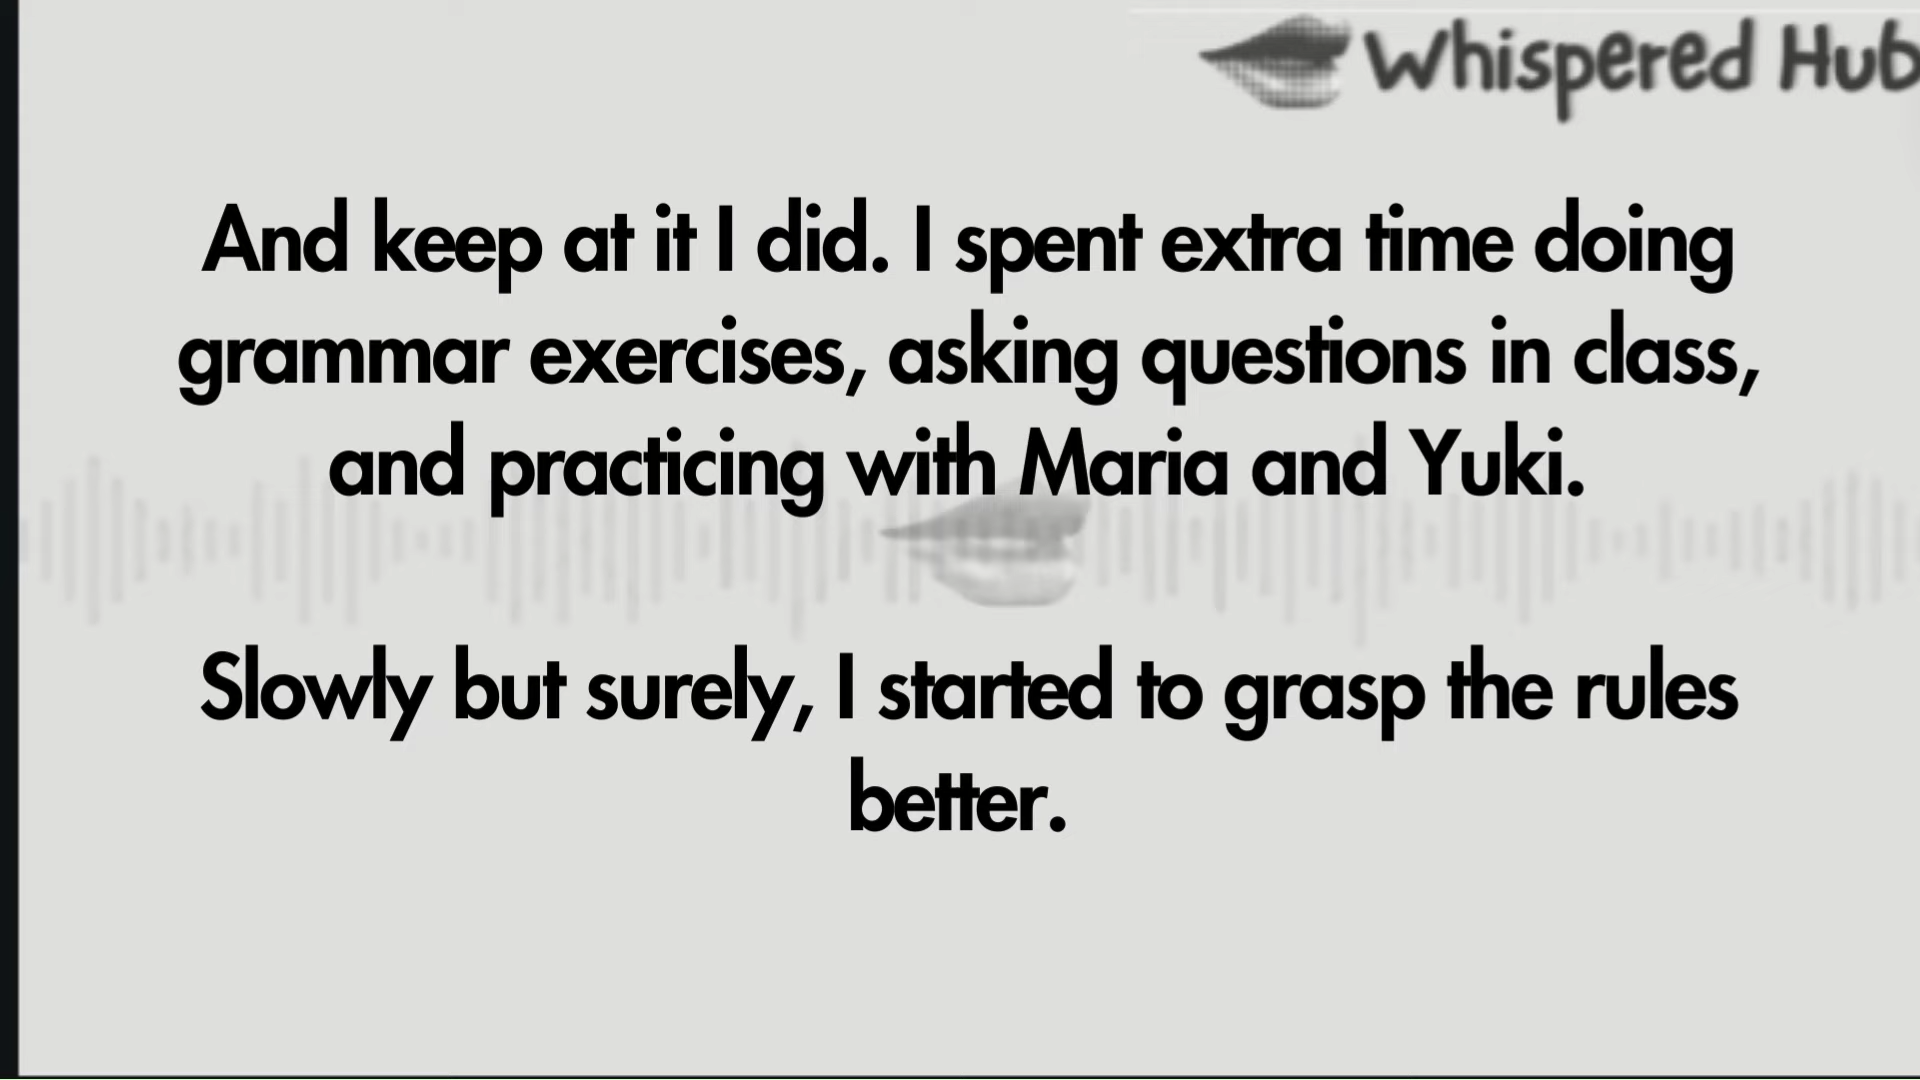 Whispered Hub
And keep at it I did. I spent extra time doing
grammar exercises, asking questions in class,
and practicing with Maria and Yuki.
Slowly but surely, I started to grasp the rules
better.